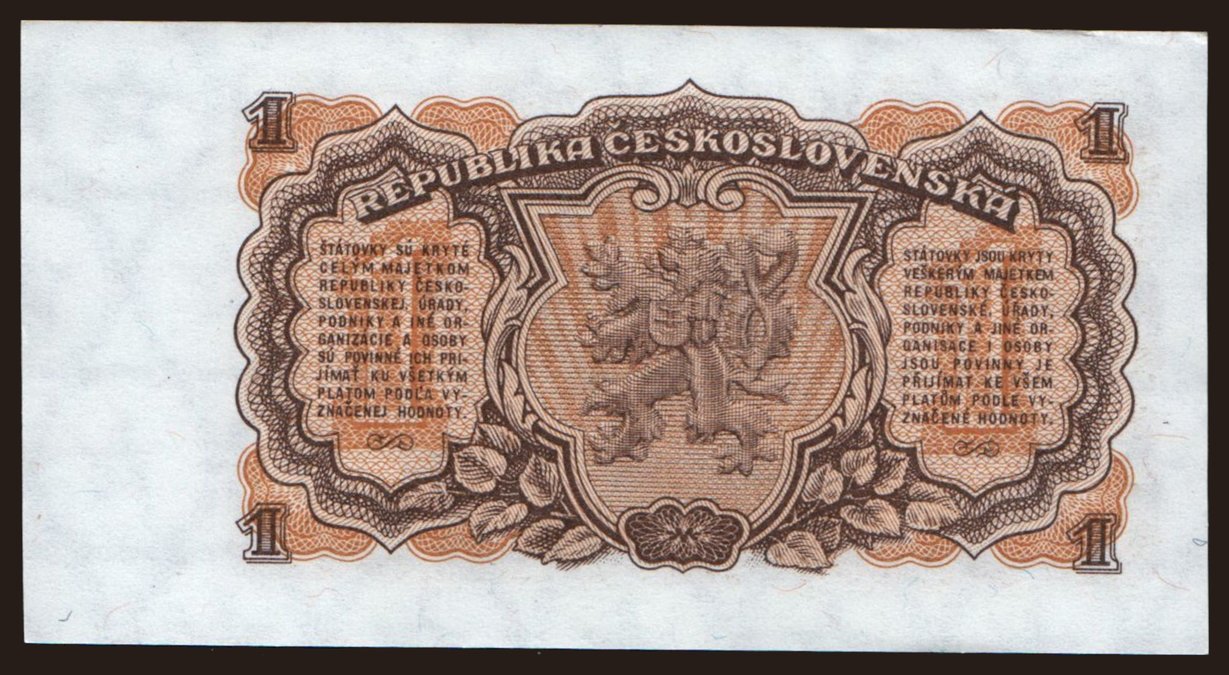 1 1
REPUBLIKA ČESKOSLOVENSKÁ
ŠTÁTOVKY SÚ KRYTÉ
CELÝM MAJETKOM
REPUBLIKY ČESKO-
SLOVENSKEJ, ÚRADY,
PODNIKY A INÉ OR-
GANIZÁCIE A OSOBY
SÚ POVINNÉ ICH PRI-
JÍMAŤ KU VŠETKÝM
PLATOM PODĽA VY-
ZNAČENEJ HODNOTY.
STÁTOVKY JSOU KRYTY
VEŠKERÝM MAJETKEM
REPUBLIKY ČESKO-
SLOVENSKÉ, ÚŘADY,
PODNIKY A JINÉ OR-
GANISACE I OSOBY
JSOU POVINNY JE
PŘIJÍMAT KE VŠEM
PLATŮM PODLE VY-
ZNAČENÉ HODNOTY.
1 1